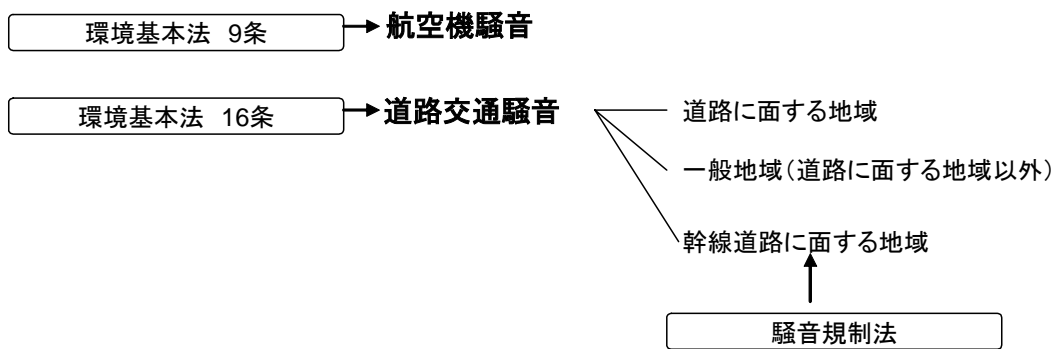 環境基本法 9条
航空機騒音
環境基本法 16条
道路交通騒音
道路に面する地域
一般地域(道路に面する地域以外)
幹線道路に面する地域
騒音規制法